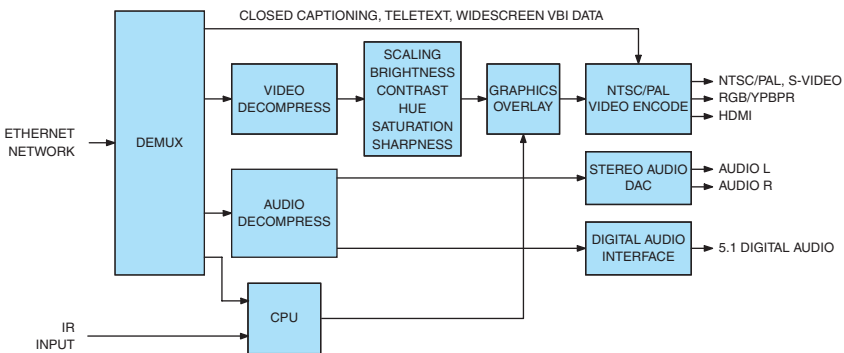 CLOSED CAPTIONING, TELETEXT, WIDESCREEN VBI DATA
ETHERNET
NETWORK
DEMUX
VIDEO
DECOMPRESS
SCALING
BRIGHTNESS
CONTRAST
HUE
SATURATION
SHARPNESS
GRAPHICS
OVERLAY
NTSC/PAL
VIDEO ENCODE
NTSC/PAL, S-VIDEO
RGB/YPBPR
HDMI
AUDIO
DECOMPRESS
STEREO AUDIO
DAC
AUDIO L
AUDIO R
DIGITAL AUDIO
INTERFACE
5.1 DIGITAL AUDIO
IR
INPUT
CPU